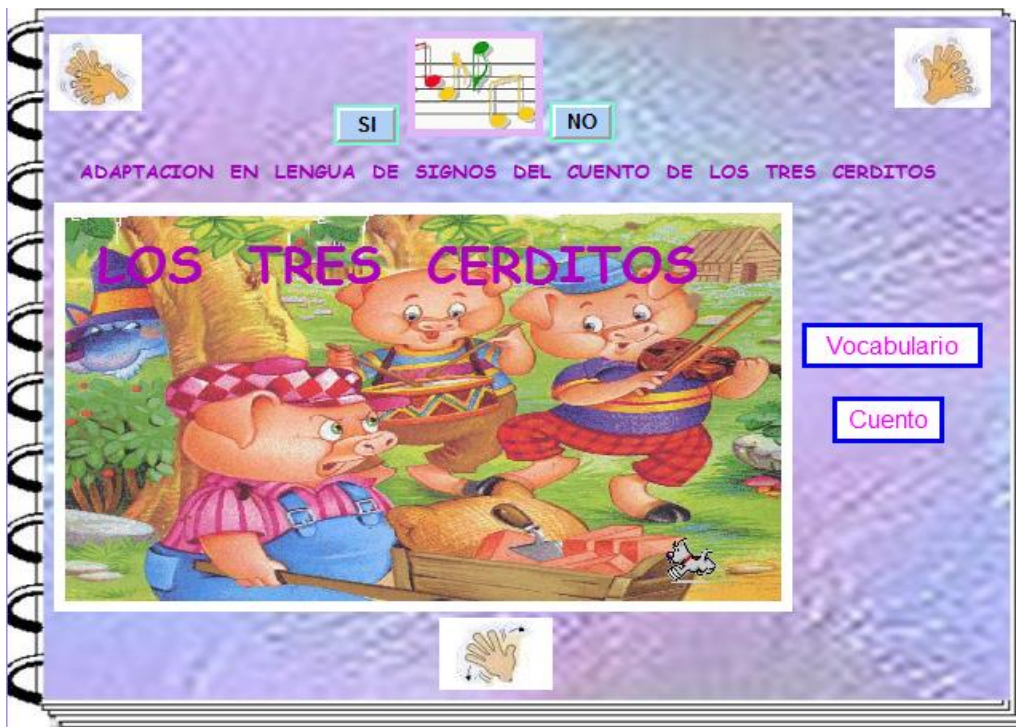 SI
NO
ADAPTACION EN LENGUA DE SIGNOS DEL CUENTO DE LOS TRES CERDITOS
LOS TRES CERDITOS
Vocabulario
Cuento